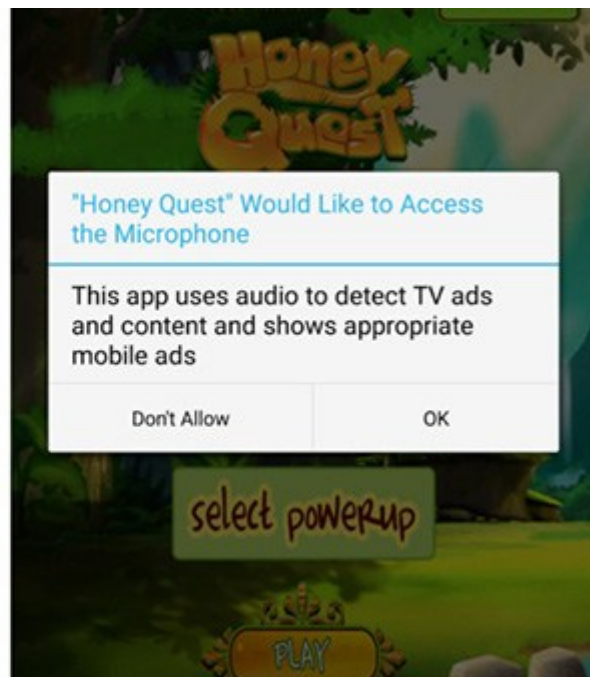 Honey
Quest
"Honey Quest" Would Like to Access
the Microphone
This app uses audio to detect TV ads
and content and shows appropriate
mobile ads
Don't Allow
OK
select powerup
PLAY